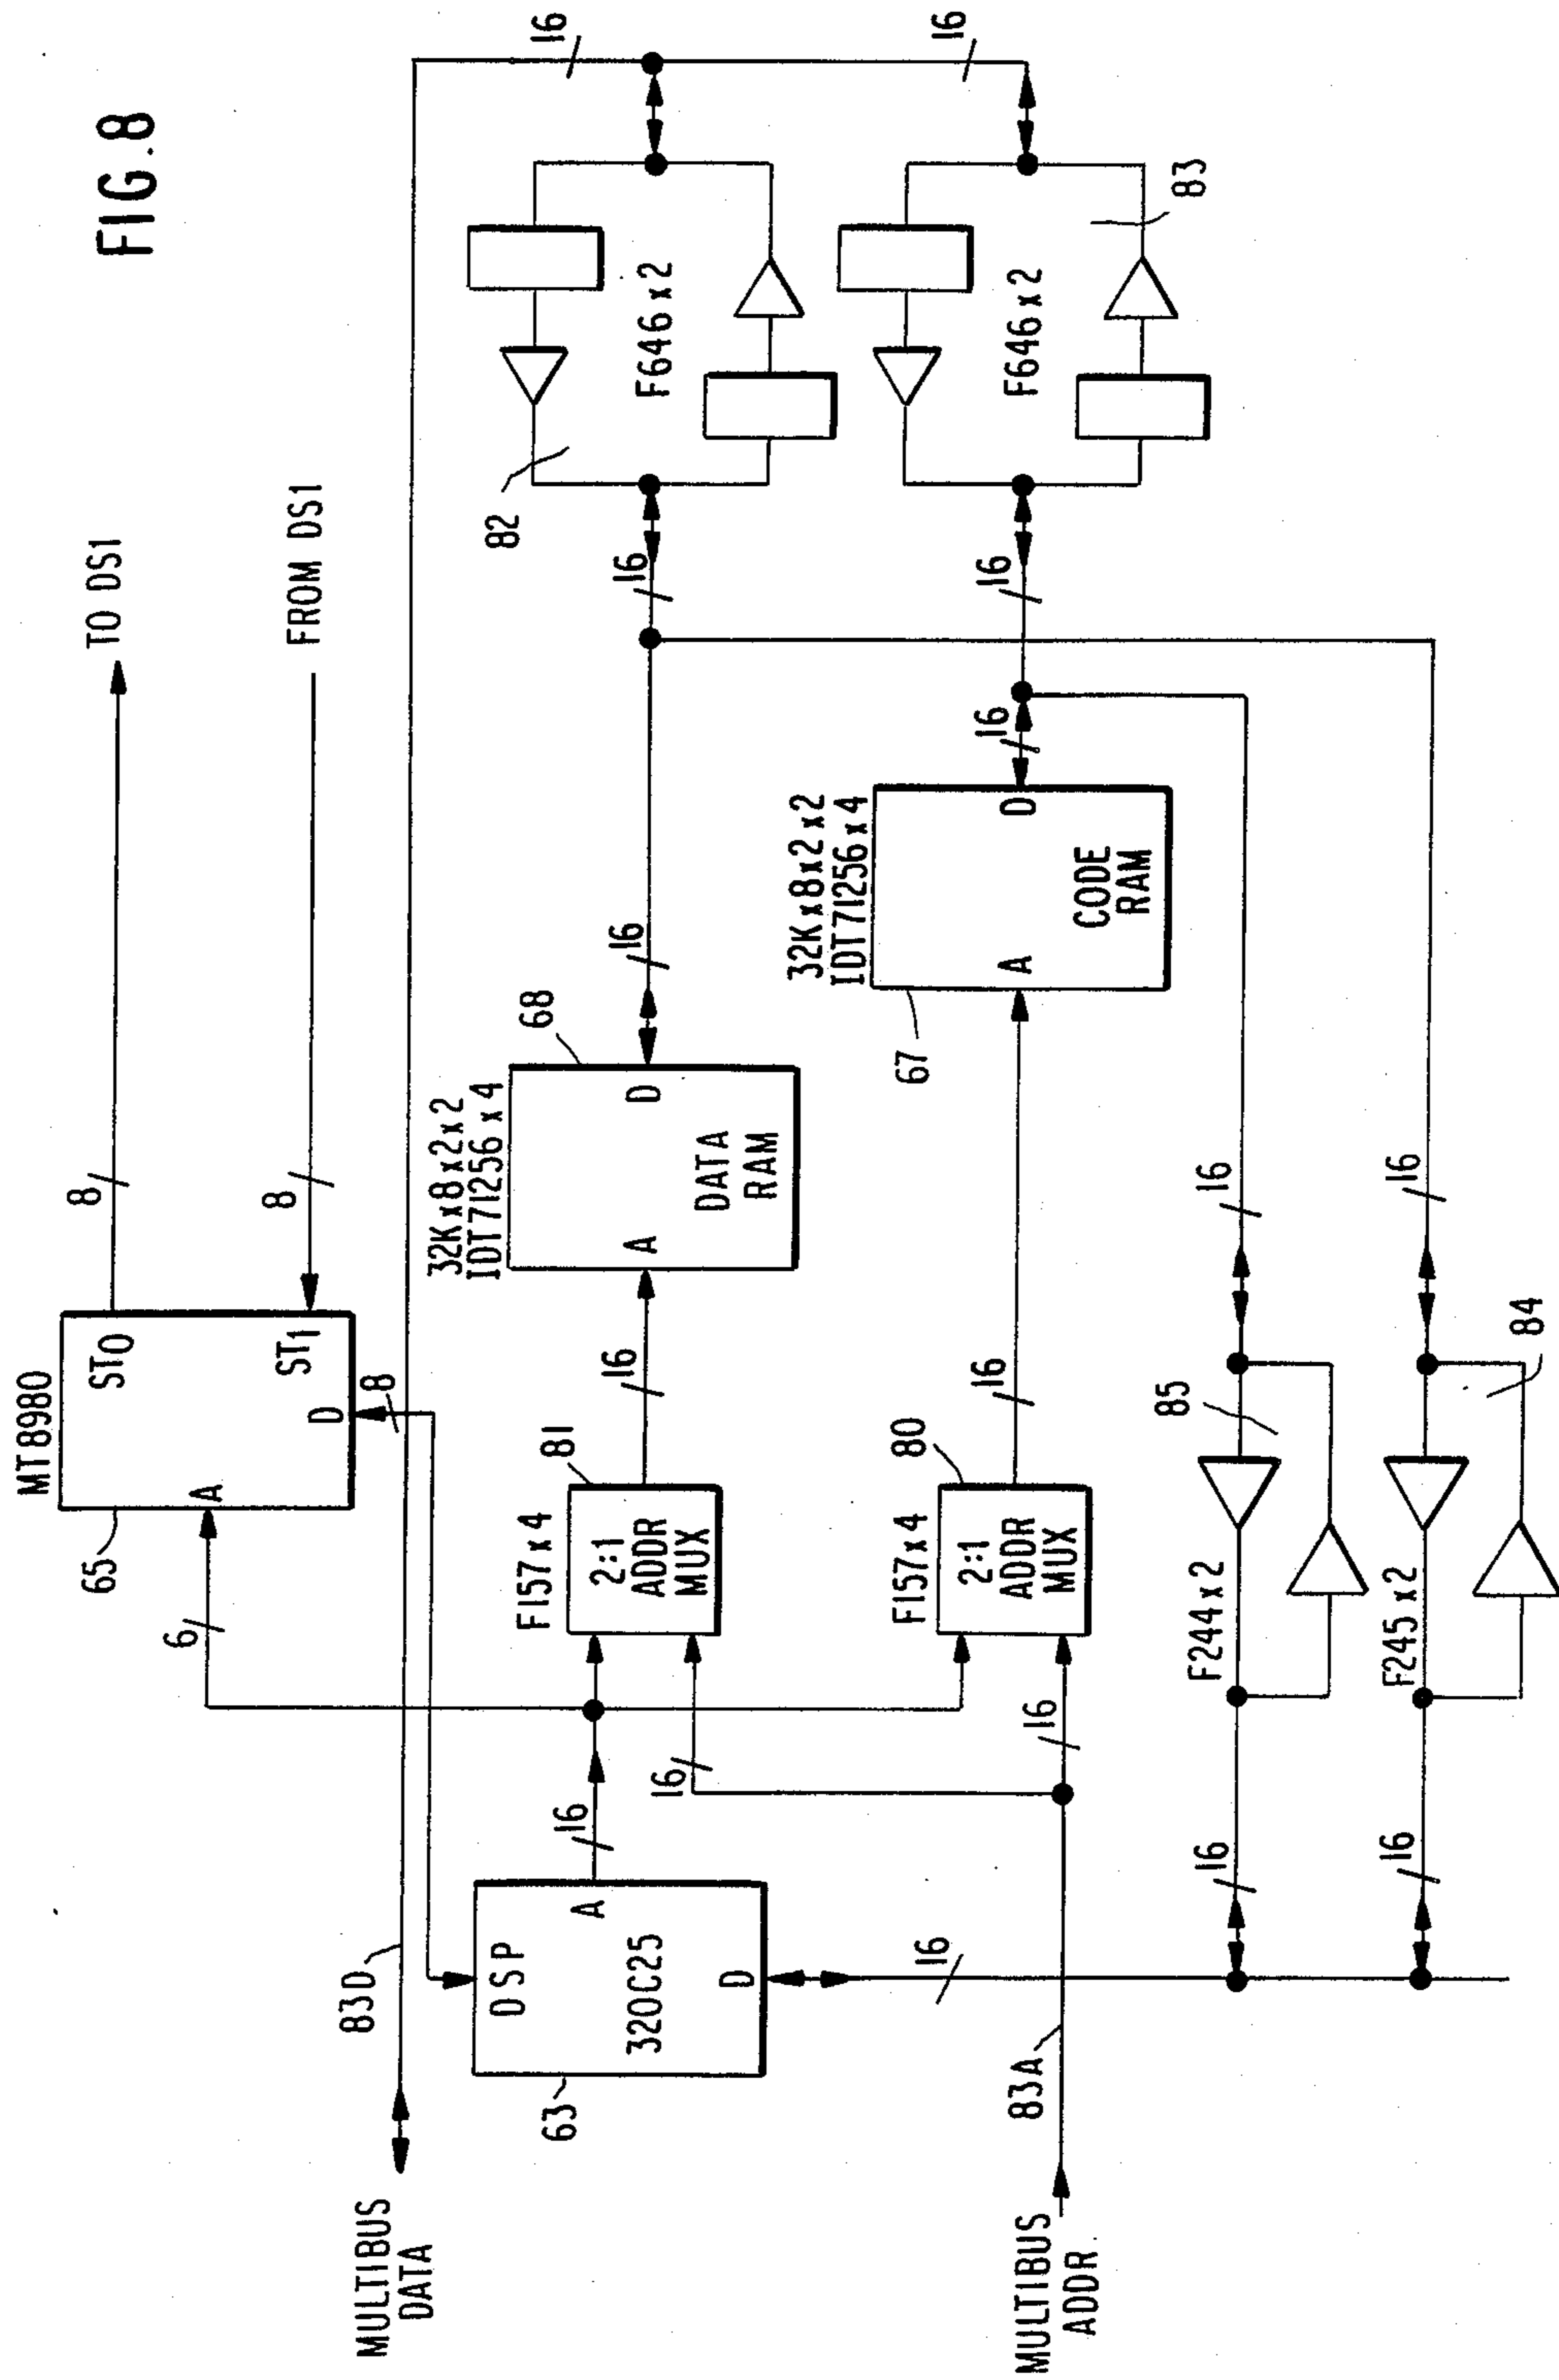 FIG.8
MT8980
65
A
ST0
ST1
D
8
8
8
TO DS1
FROM DS1
6
83D
MULTIBUS
DATA
DSP
320C25
A
D
63
16
16
16
16
F157 x 4
81
2:1
ADDR
MUX
16
32K x 8 x 2 x 2
IDT71256 x 4
68
A
D
DATA
RAM
16
16
82
F646 x 2
16
16
MULTIBUS
ADDR
83A
F157 x 4
80
2:1
ADDR
MUX
16
32K x 8 x 2 x 2
IDT71256 x 4
67
A
D
CODE
RAM
16
16
F646 x 2
83
16
F244 x 2
85
16
16
F245 x 2
84
16